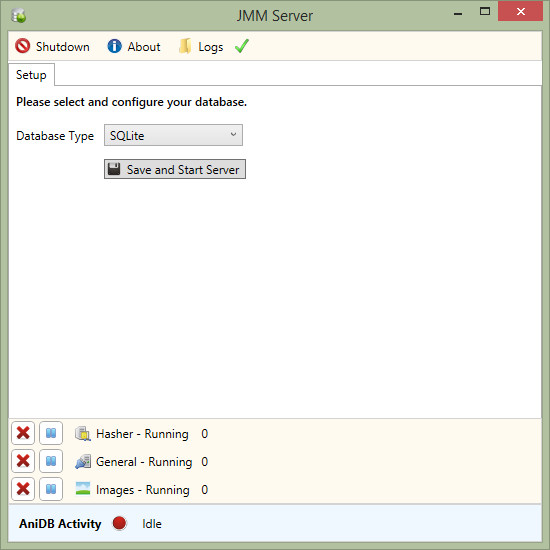 JMM Server
Shutdown About Logs
Setup
Please select and configure your database.
Database Type SQLite
Save and Start Server
Hasher - Running 0
General - Running 0
Images - Running 0
AniDB Activity Idle